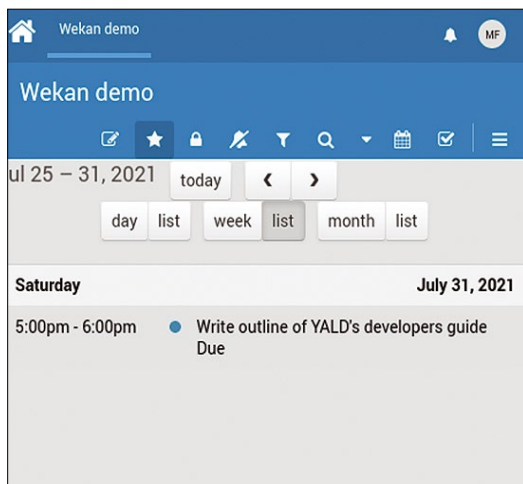 Wekan demo
MF
Wekan demo
ul 25 – 31, 2021 today
day list week list month list
Saturday July 31, 2021
5:00pm - 6:00pm Write outline of YALD's developers guide
Due